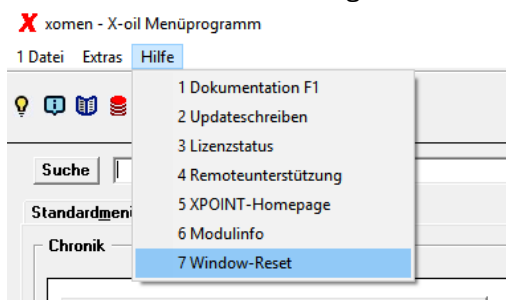 xomen - X-oil Menüprogramm
1 Datei Extras Hilfe
1 Dokumentation F1
2 Updateschreiben
3 Lizenzstatus
4 Remoteunterstützung
5 XPOINT-Homepage
6 Modulinfo
7 Window-Reset
Suche
Standardmeni
Chronik